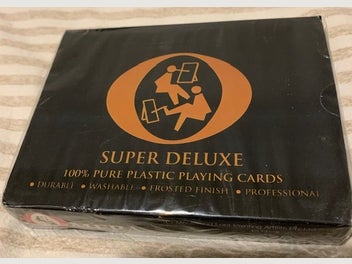 SUPER DELUXE
100% PURE PLASTIC PLAYING CARDS
• DURABLE • WASHABLE • FROSTED FINISH • PROFESSIONAL